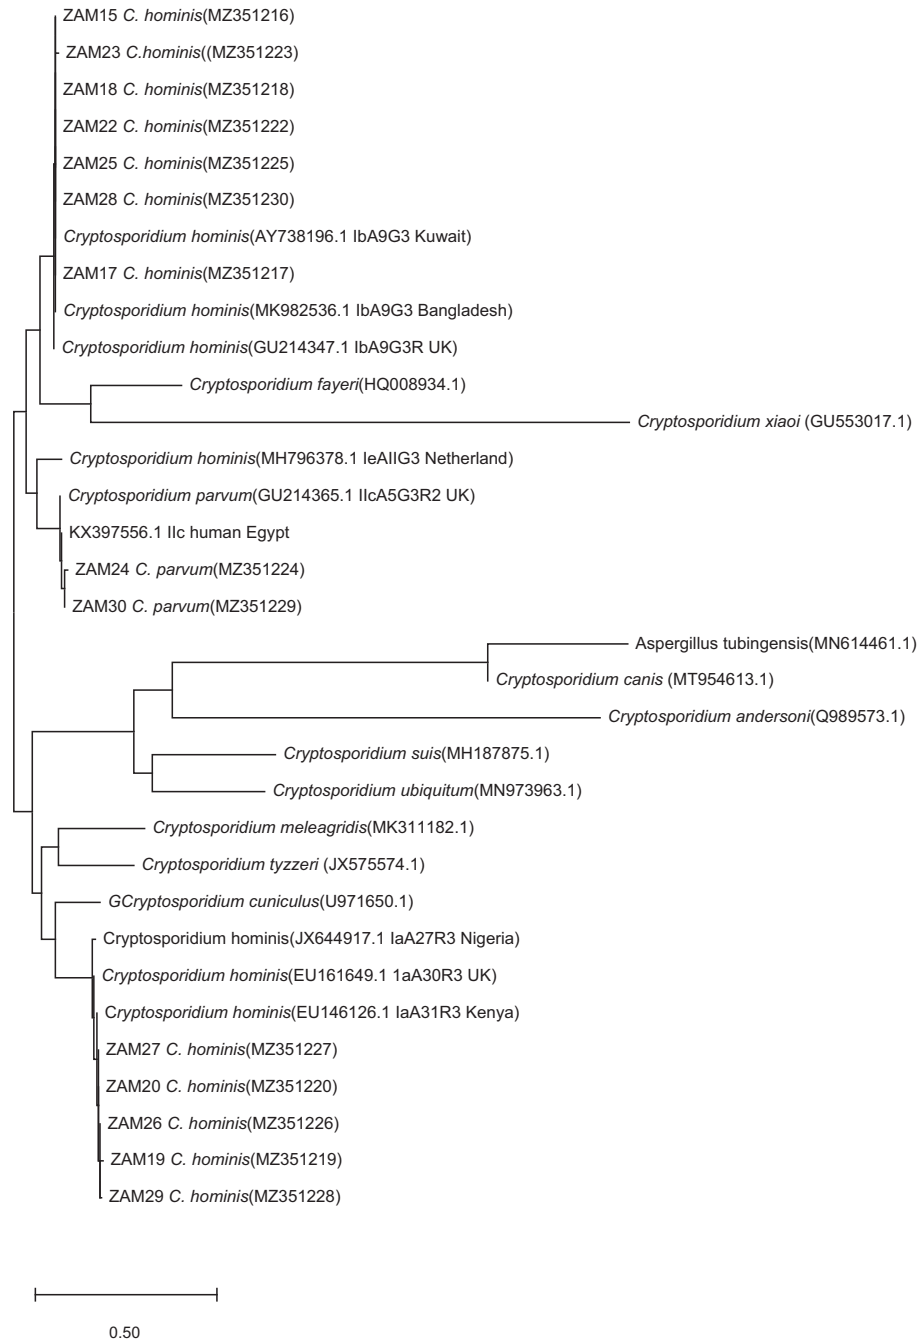 ZAM15 C. hominis(MZ351216)
ZAM23 C.hominis((MZ351223)
ZAM18 C. hominis(MZ351218)
ZAM22 C. hominis(MZ351222)
ZAM25 C. hominis(MZ351225)
ZAM28 C. hominis(MZ351230)
Cryptosporidium hominis(AY738196.1 IbA9G3 Kuwait)
ZAM17 C. hominis(MZ351217)
Cryptosporidium hominis(MK982536.1 IbA9G3 Bangladesh)
Cryptosporidium hominis(GU214347.1 IbA9G3R UK)
Cryptosporidium fayeri(HQ008934.1)
Cryptosporidium xiaoi (GU553017.1)
Cryptosporidium hominis(MH796378.1 IeAIIG3 Netherland)
Cryptosporidium parvum(GU214365.1 IIcA5G3R2 UK)
KX397556.1 IIc human Egypt
ZAM24 C. parvum(MZ351224)
ZAM30 C. parvum(MZ351229)
Aspergillus tubingensis(MN614461.1)
Cryptosporidium canis (MT954613.1)
Cryptosporidium andersoni(Q989573.1)
Cryptosporidium suis(MH187875.1)
Cryptosporidium ubiquitum(MN973963.1)
Cryptosporidium meleagridis(MK311182.1)
Cryptosporidium tyzzeri (JX575574.1)
GCryptosporidium cuniculus(U971650.1)
Cryptosporidium hominis(JX644917.1 IaA27R3 Nigeria)
Cryptosporidium hominis(EU161649.1 1aA30R3 UK)
Cryptosporidium hominis(EU146126.1 IaA31R3 Kenya)
ZAM27 C. hominis(MZ351227)
ZAM20 C. hominis(MZ351220)
ZAM26 C. hominis(MZ351226)
ZAM19 C. hominis(MZ351219)
ZAM29 C. hominis(MZ351228)
0.50